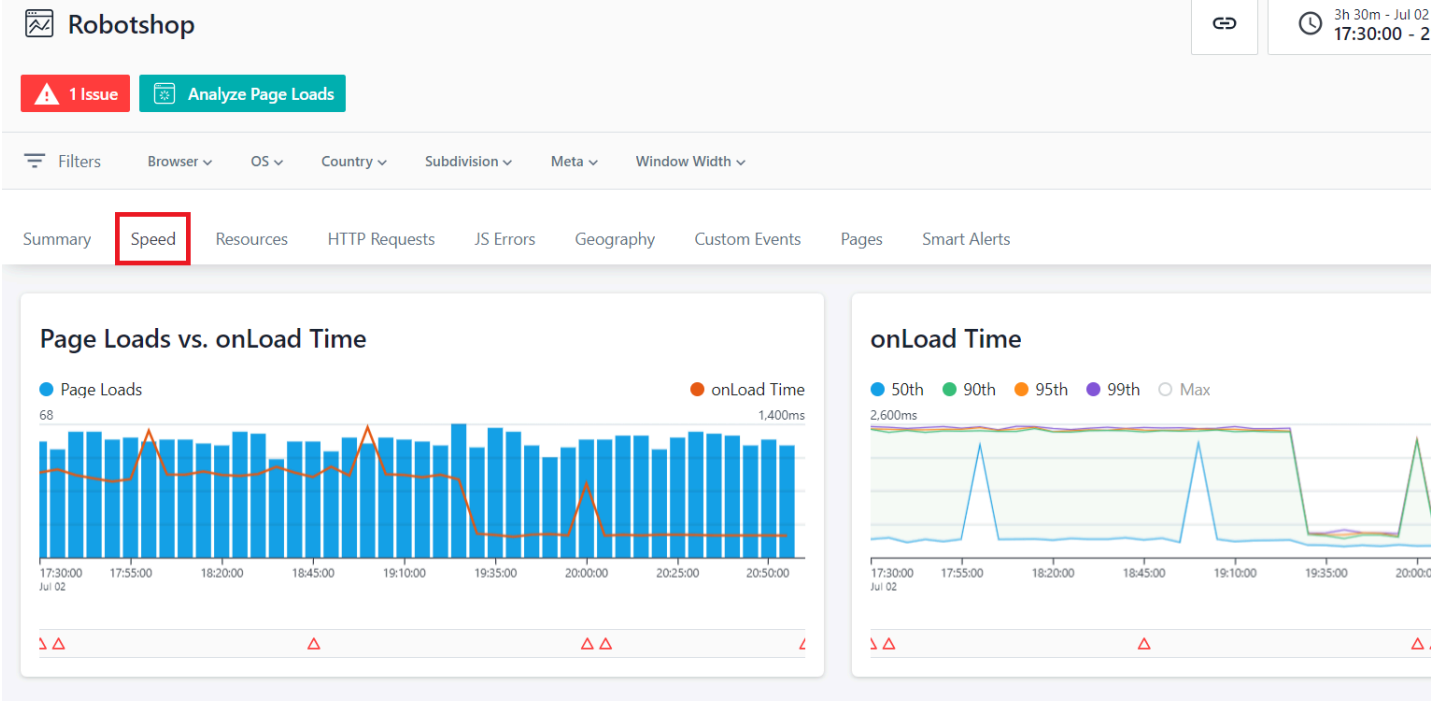 Robotshop
3h 30m - Jul 02
17:30:00 - 2
1 Issue
Analyze Page Loads
Filters Browser OS Country Subdivision Meta Window Width
Summary Speed Resources HTTP Requests JS Errors Geography Custom Events Pages Smart Alerts
Page Loads vs. onLoad Time
Page Loads onLoad Time
68 1,400ms
17:30:00 17:55:00 18:20:00 18:45:00 19:10:00 19:35:00 20:00:00 20:25:00 20:50:00
Jul 02
onLoad Time
50th 90th 95th 99th Max
2,600ms
17:30:00 17:55:00 18:20:00 18:45:00 19:10:00 19:35:00 20:00:0
Jul 02